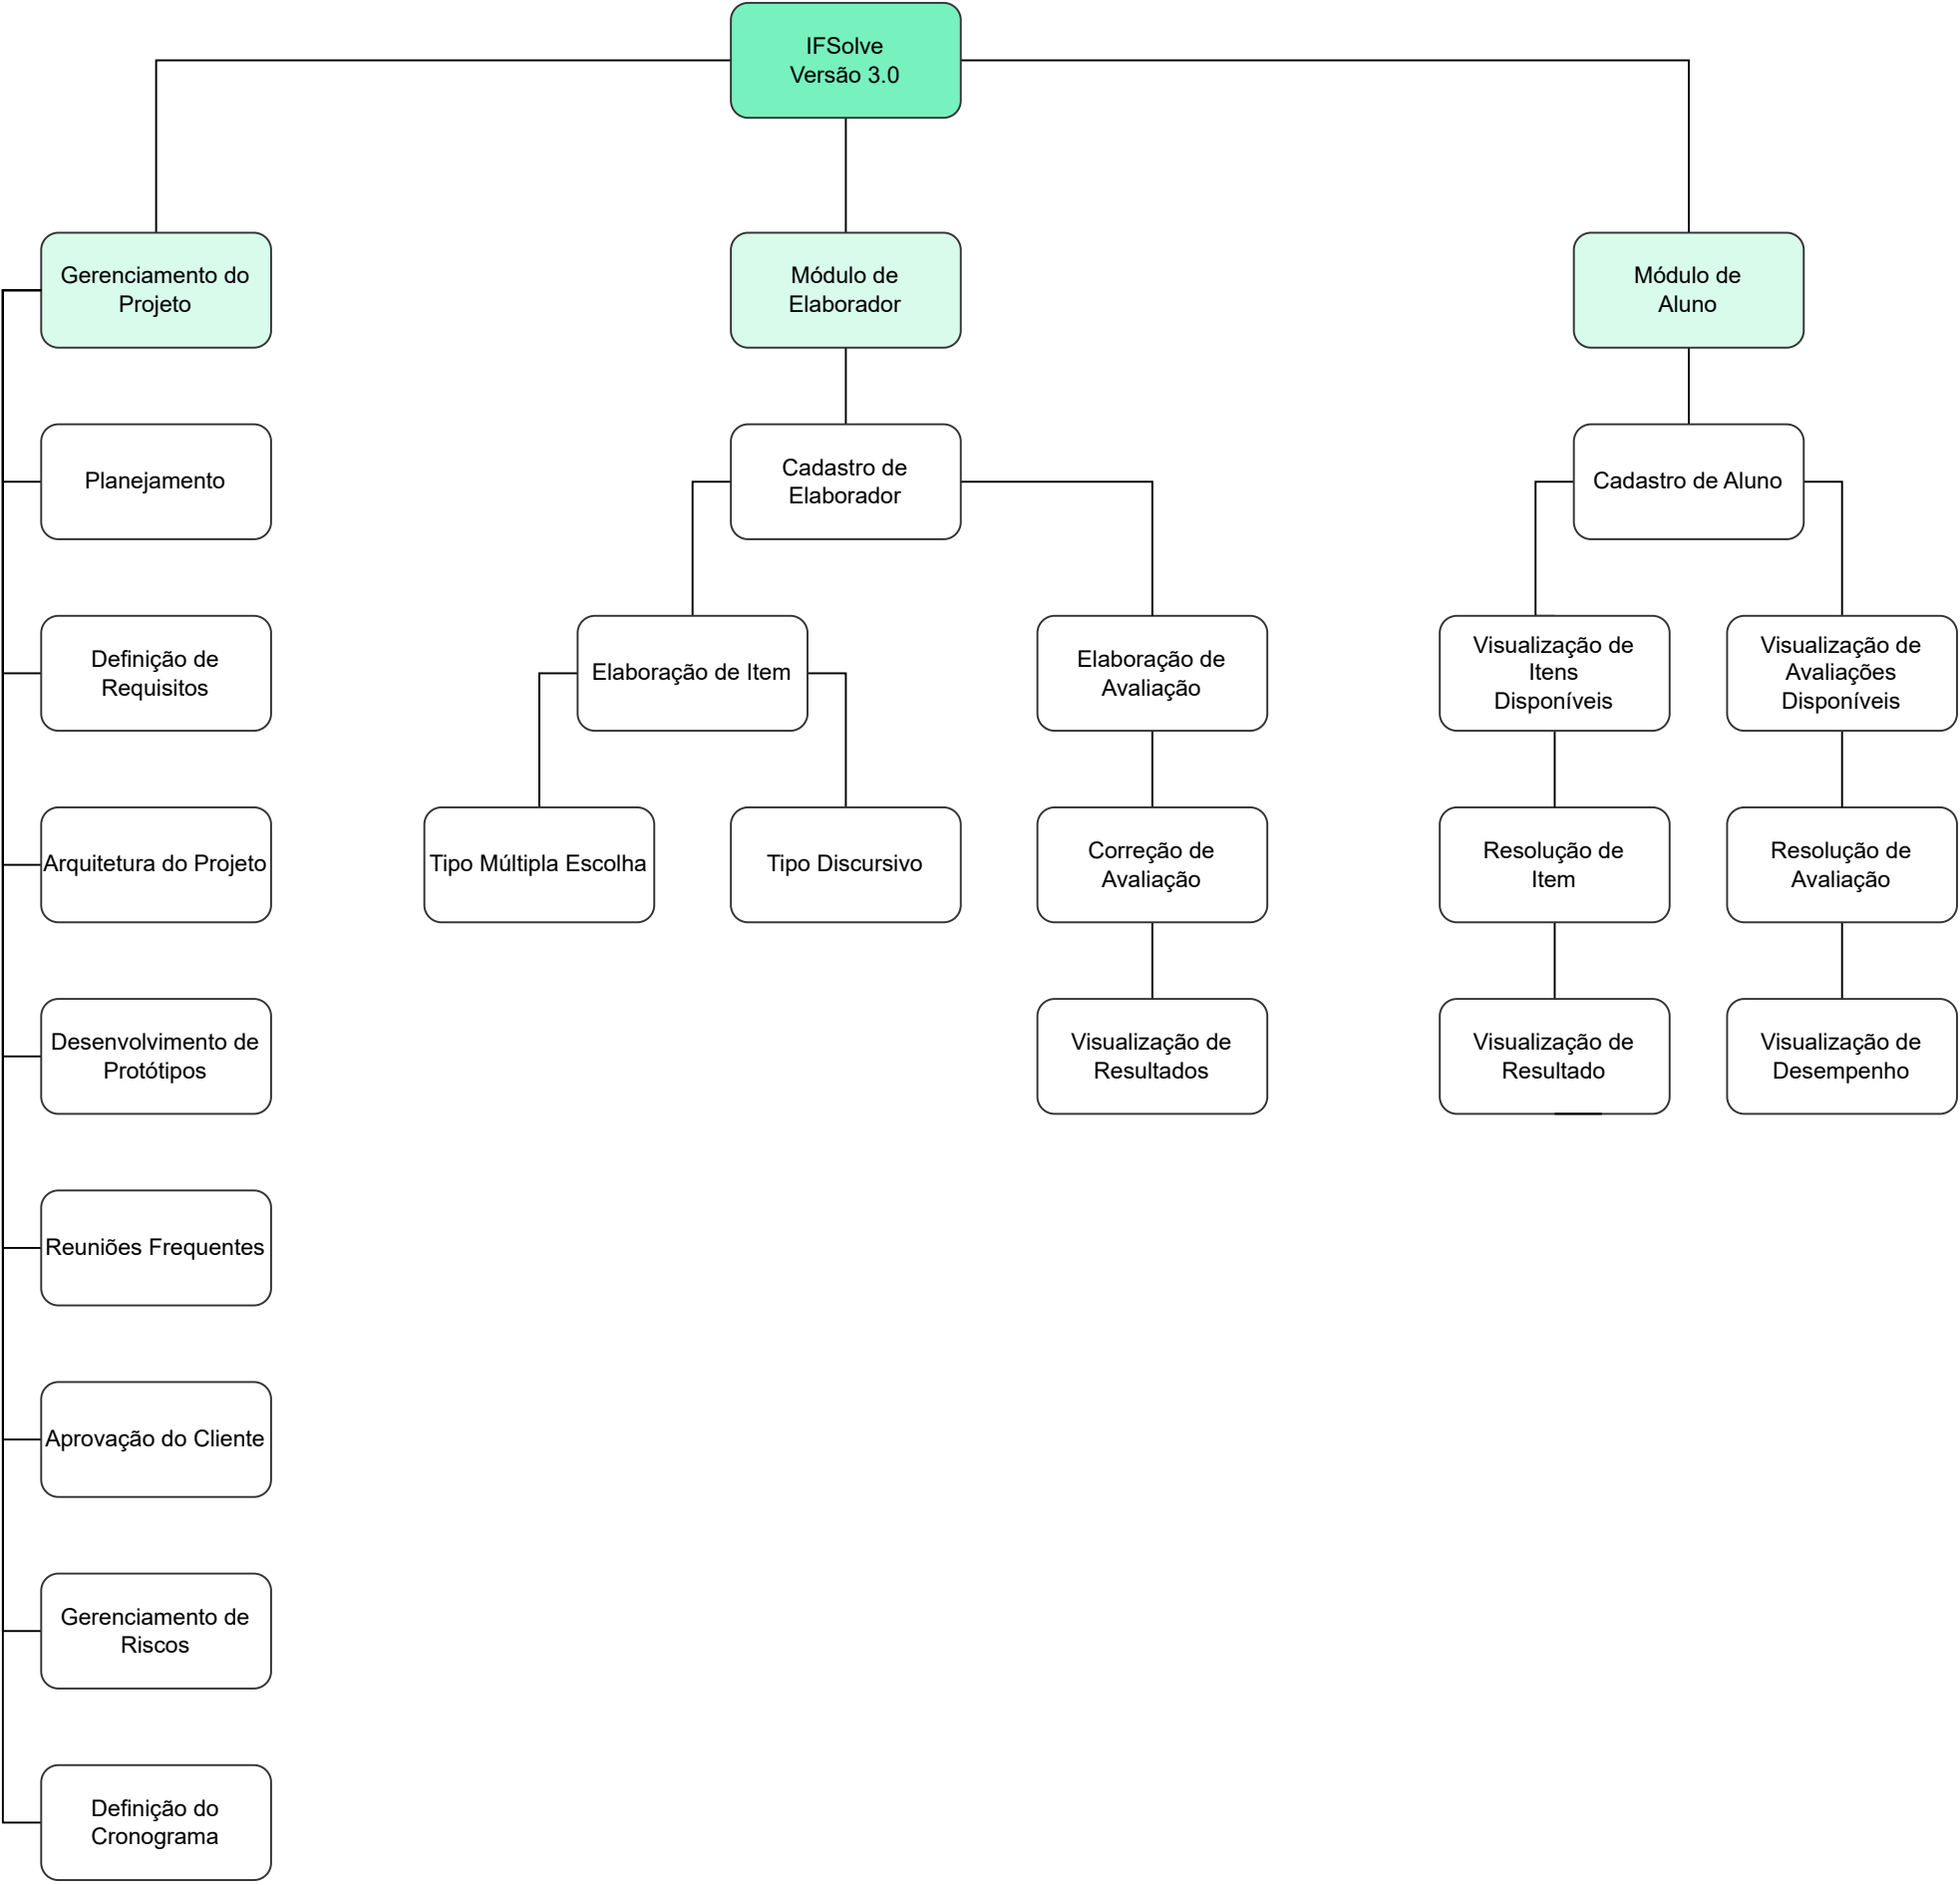 IFSolve
Versão 3.0
Gerenciamento do
Projeto
Módulo de
Elaborador
Módulo de
Aluno
Planejamento
Cadastro de
Elaborador
Cadastro de Aluno
Definição de
Requisitos
Elaboração de Item
Elaboração de
Avaliação
Visualização de
Itens
Disponíveis
Visualização de
Avaliações
Disponíveis
Arquitetura do Projeto
Tipo Múltipla Escolha
Tipo Discursivo
Correção de
Avaliação
Resolução de
Item
Resolução de
Avaliação
Desenvolvimento de
Protótipos
Visualização de
Resultados
Visualização de
Resultado
Visualização de
Desempenho
Reuniões Frequentes
Aprovação do Cliente
Gerenciamento de
Riscos
Definição do
Cronograma